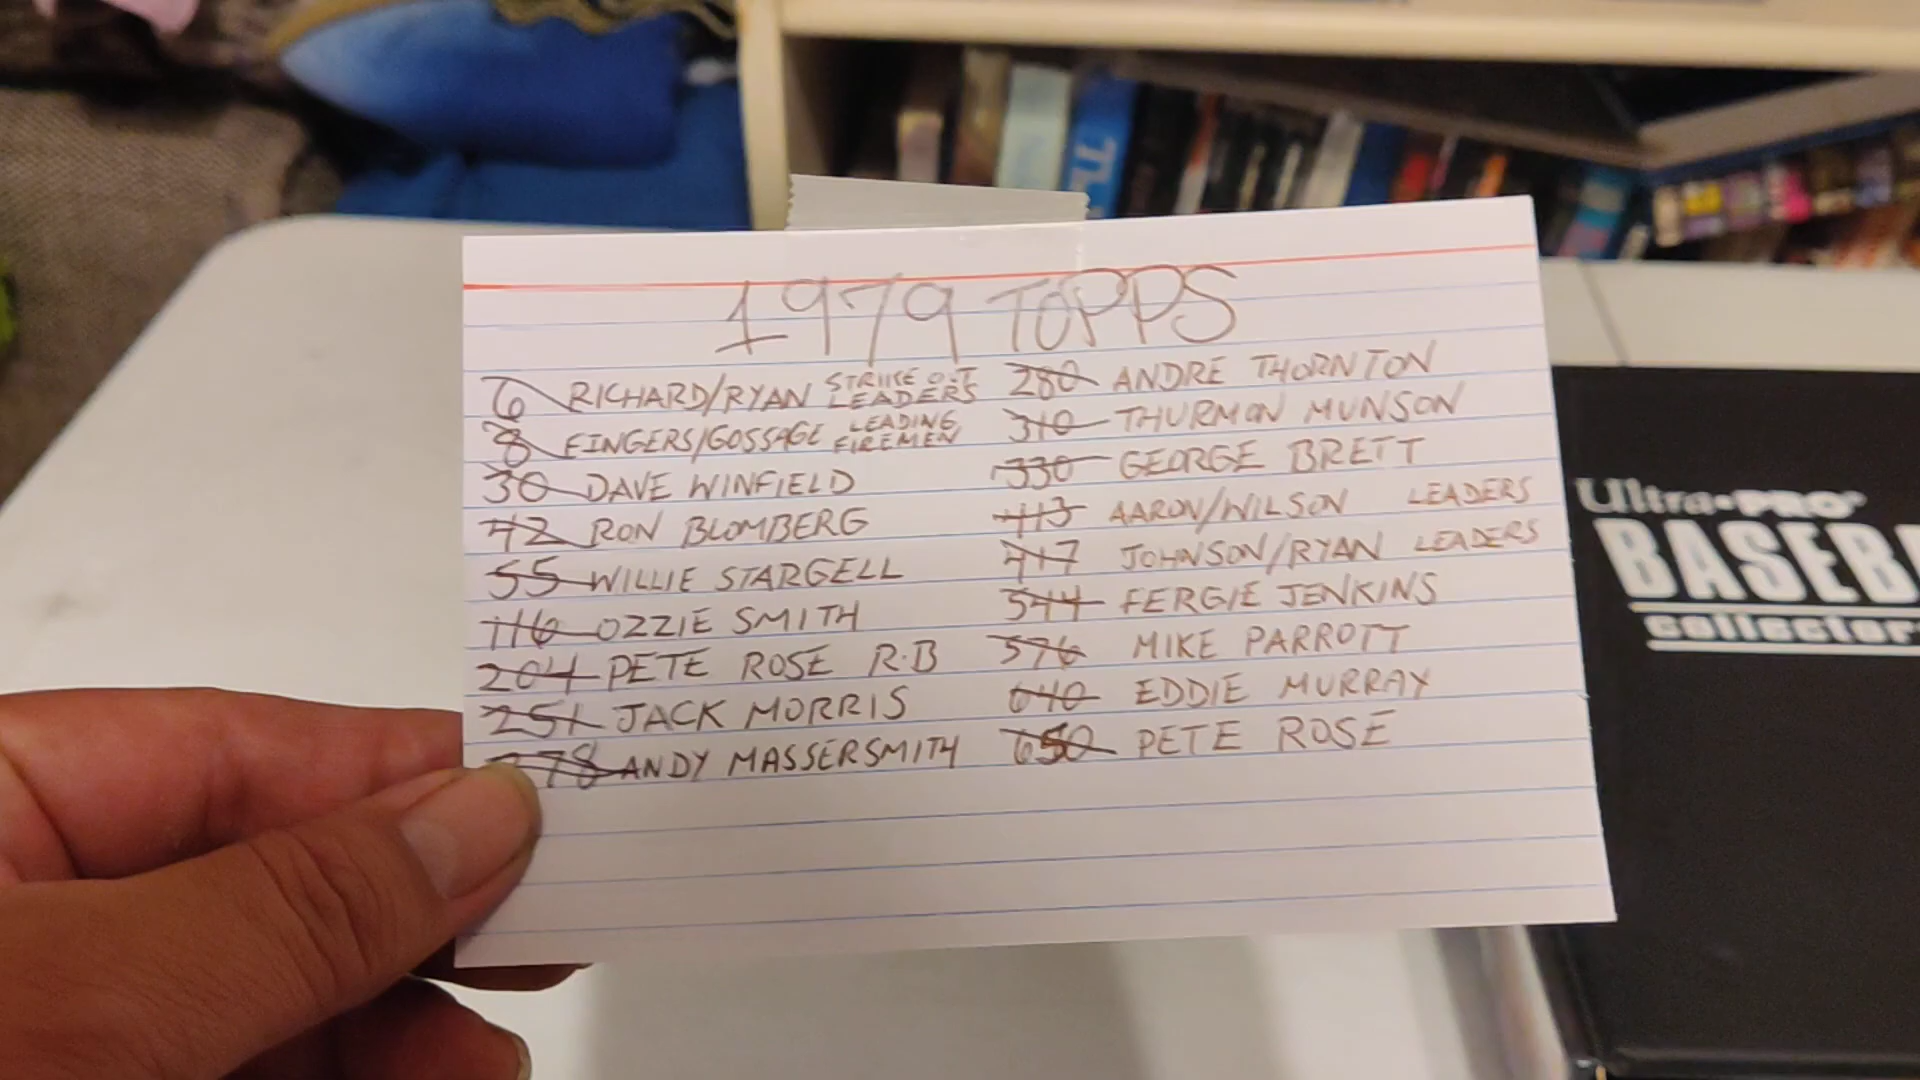 1979 TOPPS
6 RICHARD/RYAN STRIKE OUT LEADERS
8 FINGERS/GOSSAGE LEADING FIREMEN
30 DAVE WINFIELD
42 RON BLOMBERG
55 WILLIE STARGELL
116 OZZIE SMITH
204 PETE ROSE R.B
251 JACK MORRIS
278 ANDY MASSERSMITH
280 ANDRE THORNTON
310 THURMON MUNSON
330 GEORGE BRETT
413 AARON/WILSON LEADERS
417 JOHNSON/RYAN LEADERS
544 FERGIE JENKINS
576 MIKE PARROTT
640 EDDIE MURRAY
650 PETE ROSE
Ultra•PRO
BASEB
collector